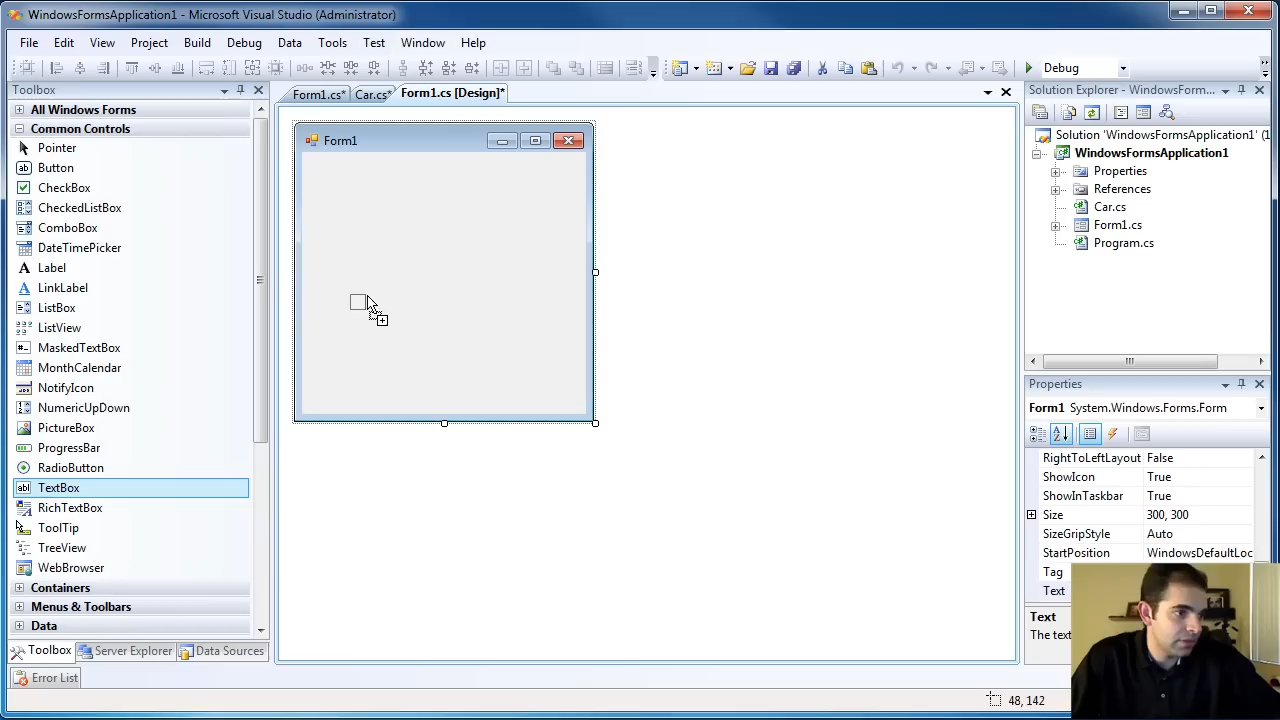 WindowsFormsApplication1 - Microsoft Visual Studio (Administrator)
File Edit View Project Build Debug Data Tools Test Window Help
Debug
Toolbox
All Windows Forms
Common Controls
Pointer
Button
CheckBox
CheckedListBox
ComboBox
DateTimePicker
Label
LinkLabel
ListBox
ListView
MaskedTextBox
MonthCalendar
NotifyIcon
NumericUpDown
PictureBox
ProgressBar
RadioButton
TextBox
RichTextBox
ToolTip
TreeView
WebBrowser
Containers
Menus & Toolbars
Data
Toolbox Server Explorer Data Sources
Error List
Form1.cs* Car.cs* Form1.cs [Design]*
Form1
Solution Explorer - WindowsForm...
Solution 'WindowsFormsApplication1' (1
WindowsFormsApplication1
Properties
References
Car.cs
Form1.cs
Program.cs
Properties
Form1 System.Windows.Forms.Form
RightToLeftLayout False
ShowIcon True
ShowInTaskbar True
Size 300, 300
SizeGripStyle Auto
StartPosition WindowsDefaultLoc
Tag
Text
Text
The text
48, 142